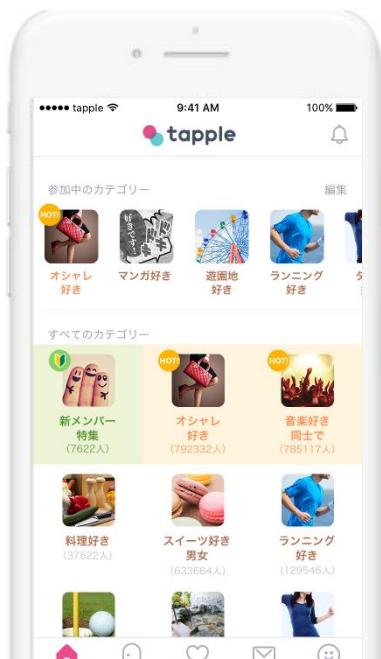 ●●●●● tapple 9:41 AM 100%
tapple
参加中のカテゴリー 編集
HOT!
オシャレ
好き
マンガ好き
遊園地
好き
ランニング
好き
すべてのカテゴリー
新メンバー
特集
(7622人)
HOT!
オシャレ
好き
(792332人)
HOT!
音楽好き
同士で
(785117人)
料理好き
(37522人)
スイーツ好き
男女
(633664人)
ランニング
好き
(129546人)